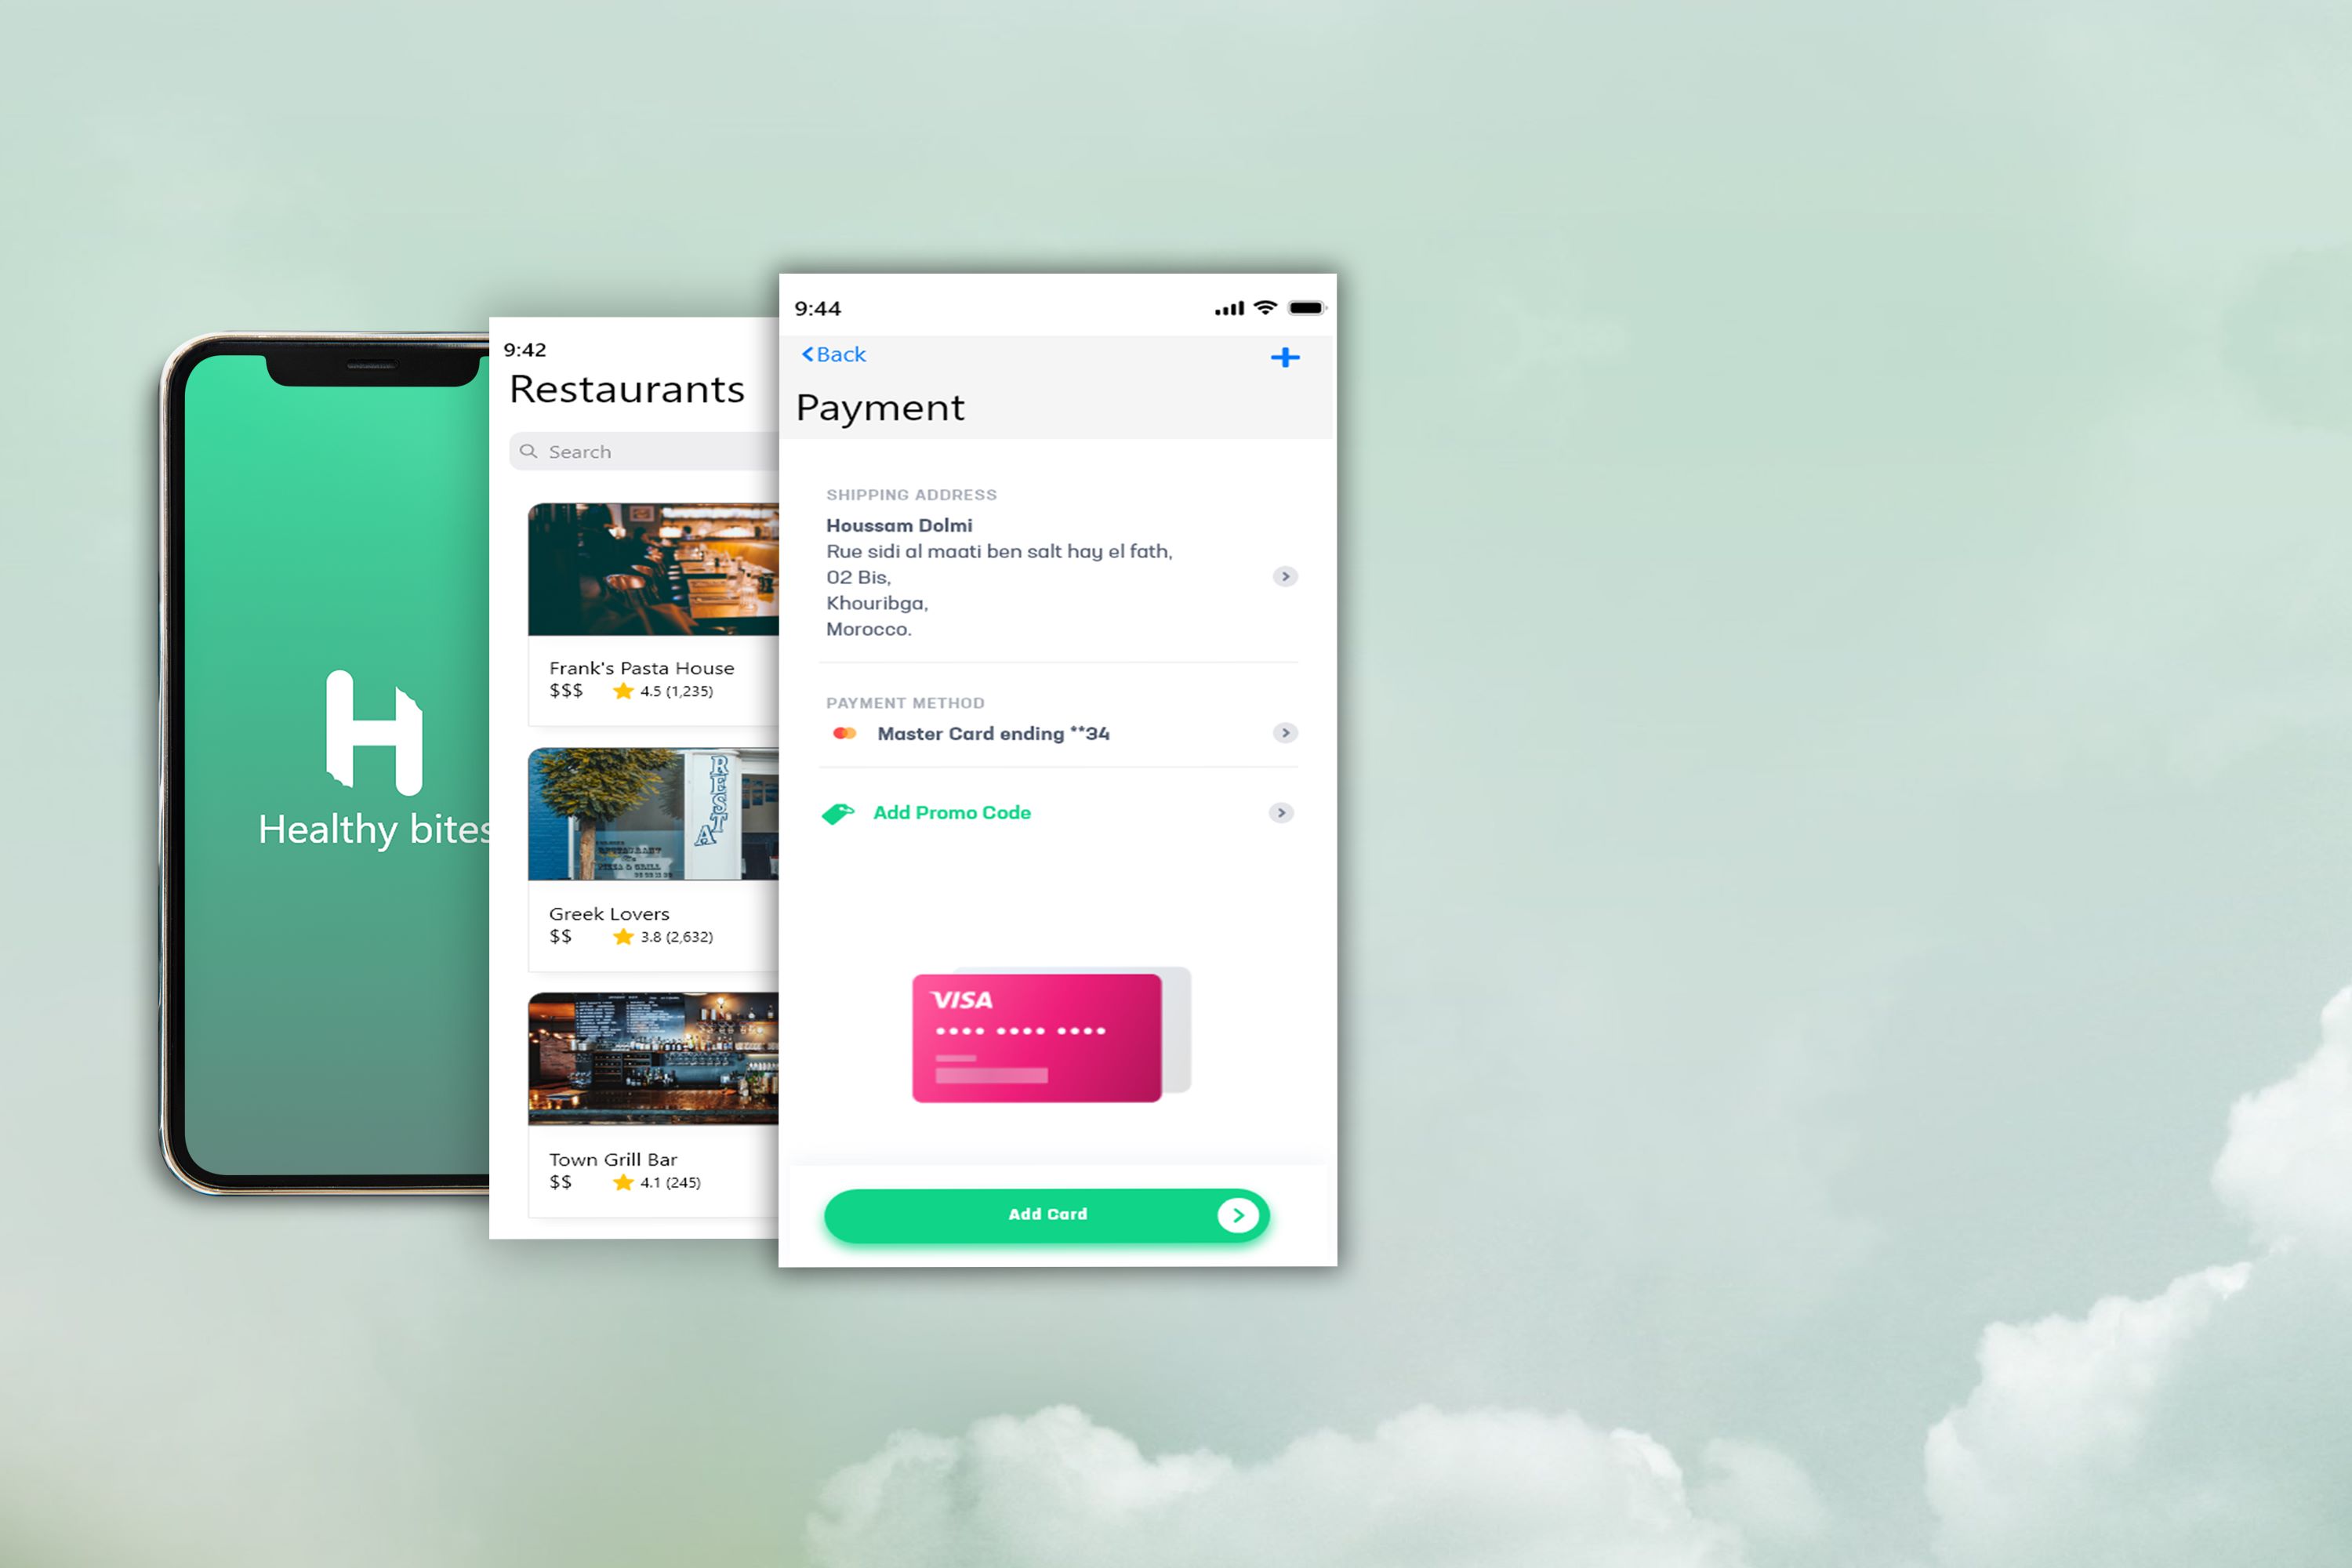 H
Healthy bites
9:42
Restaurants
Search
Frank's Pasta House
$$$ 4.5 (1,235)
RESTA
RESTAURANT
PIZZA & GRILL
Greek Lovers
$$ 3.8 (2,632)
Town Grill Bar
$$ 4.1 (245)
9:44
Back
Payment
SHIPPING ADDRESS
Houssam Dolmi
Rue sidi al maati ben salt hay el fath,
02 Bis,
Khouribga,
Morocco.
PAYMENT METHOD
Master Card ending **34
Add Promo Code
VISA
Add Card